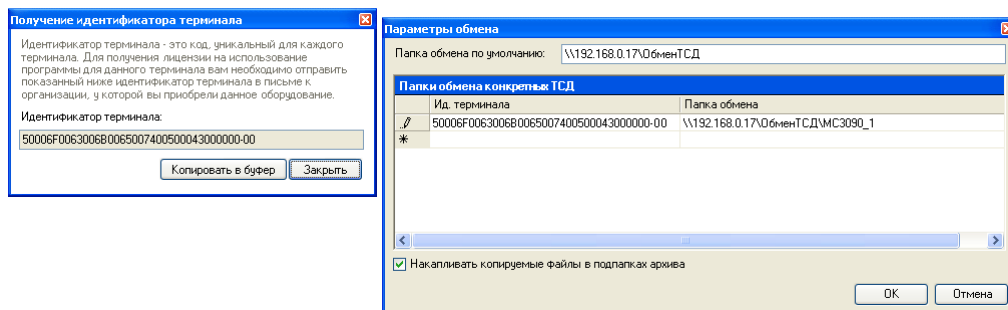 Получение идентификатора терминала
Идентификатор терминала - это код, уникальный для каждого
терминала. Для получения лицензии на использование
программы для данного терминала вам необходимо отправить
показанный ниже идентификатор терминала в письме к
организации, у которой вы приобрели данное оборудование.
Идентификатор терминала:
50006F0063006B0065007400500043000000-00
Копировать в буфер
Закрыть
Параметры обмена
Папка обмена по умолчанию:
\\192.168.0.17\ОбменТСД
Папки обмена конкретных ТСД
Ид. терминала
Папка обмена
50006F0063006B0065007400500043000000-00
\\192.168.0.17\ОбменТСД\MC3090_1
Накапливать копируемые файлы в подпапках архива
OK
Отмена